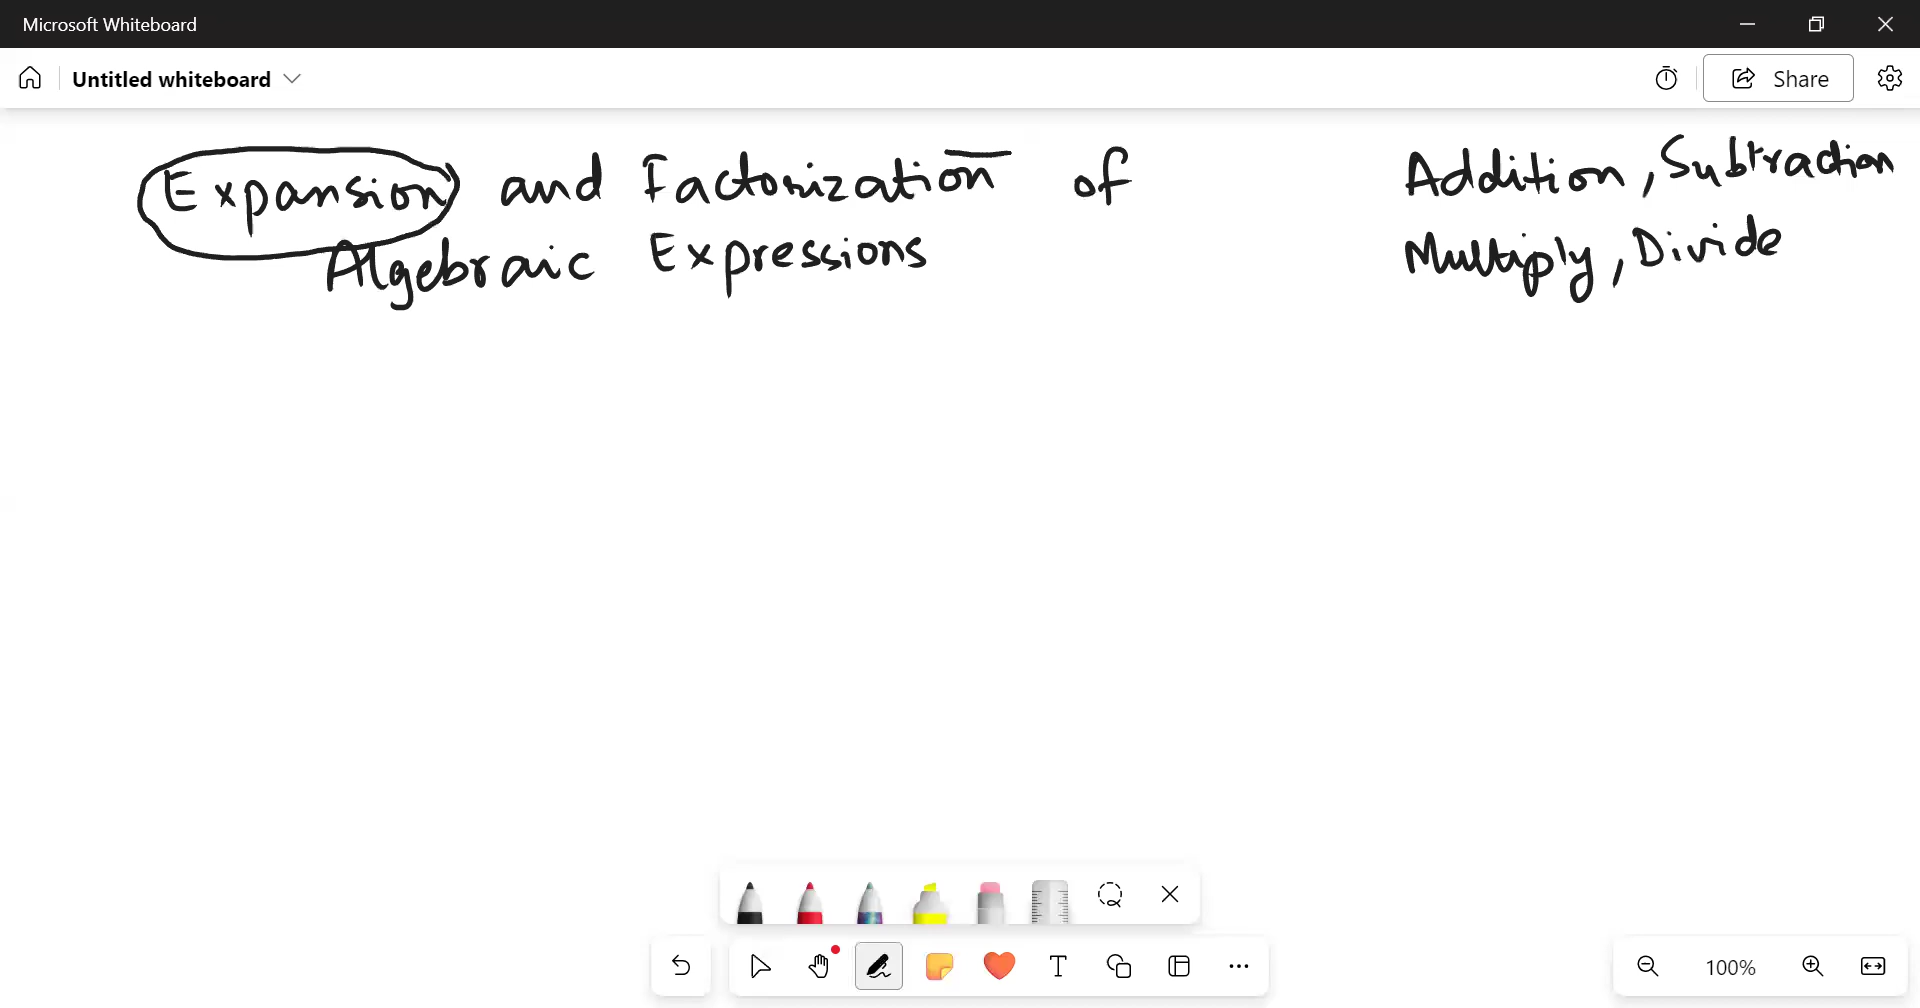 Microsoft Whiteboard
Untitled whiteboard
Share
Expansion and Factorization of
Algebraic Expressions
Addition, Subtraction
Multiply, Divide
T
100%